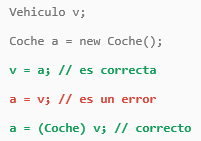 Vehiculo v;
Coche a = new Coche();
v = a; // es correcta
a = v; // es un error
a = (Coche) v; // correcto